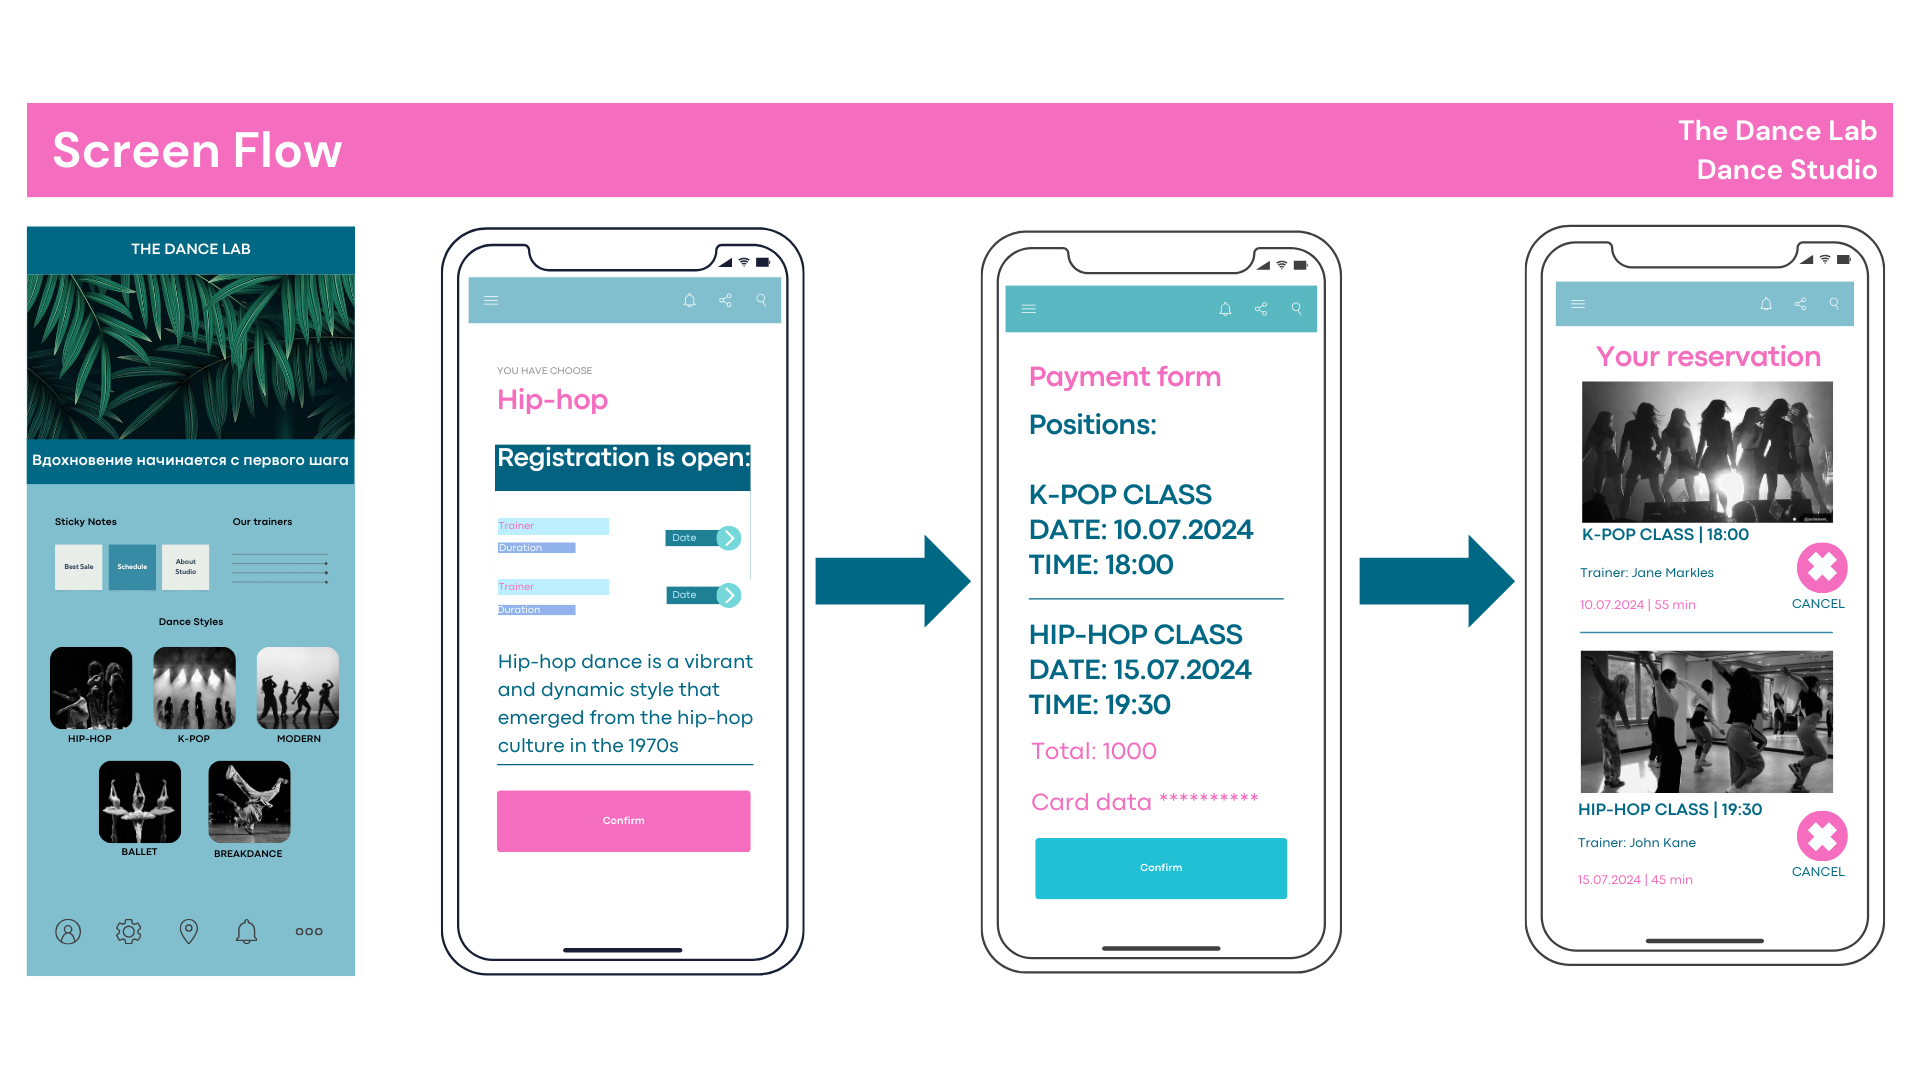 Screen Flow
The Dance Lab
Dance Studio
THE DANCE LAB
Вдохновение начинается с первого шага
Sticky Notes
Our trainers
Best Sale
Schedule
About
Studio
Dance Styles
HIP-HOP
K-POP
MODERN
BALLET
BREAKDANCE
YOU HAVE CHOOSE
Hip-hop
Registration is open:
Trainer
Date
Duration
Trainer
Date
Duration
Hip-hop dance is a vibrant
and dynamic style that
emerged from the hip-hop
culture in the 1970s
Confirm
Payment form
Positions:
K-POP CLASS
DATE: 10.07.2024
TIME: 18:00
HIP-HOP CLASS
DATE: 15.07.2024
TIME: 19:30
Total: 1000
Card data **********
Confirm
Your reservation
K-POP CLASS | 18:00
Trainer: Jane Markles
10.07.2024 | 55 min
CANCEL
HIP-HOP CLASS | 19:30
Trainer: John Kane
15.07.2024 | 45 min
CANCEL